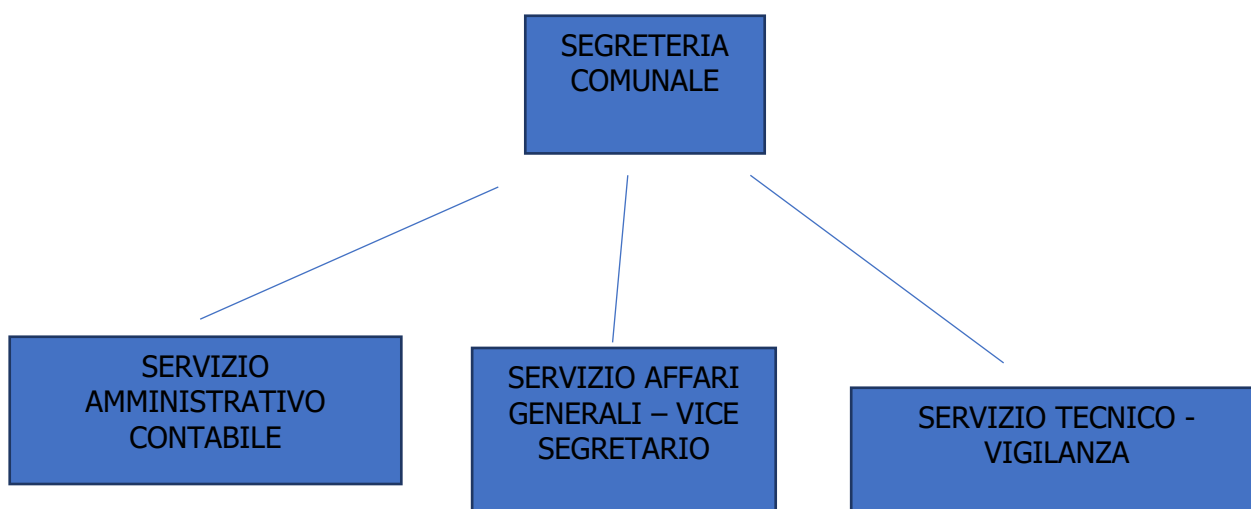 SEGRETERIA
COMUNALE
SERVIZIO
AMMINISTRATIVO
CONTABILE
SERVIZIO AFFARI
GENERALI – VICE
SEGRETARIO
SERVIZIO TECNICO -
VIGILANZA